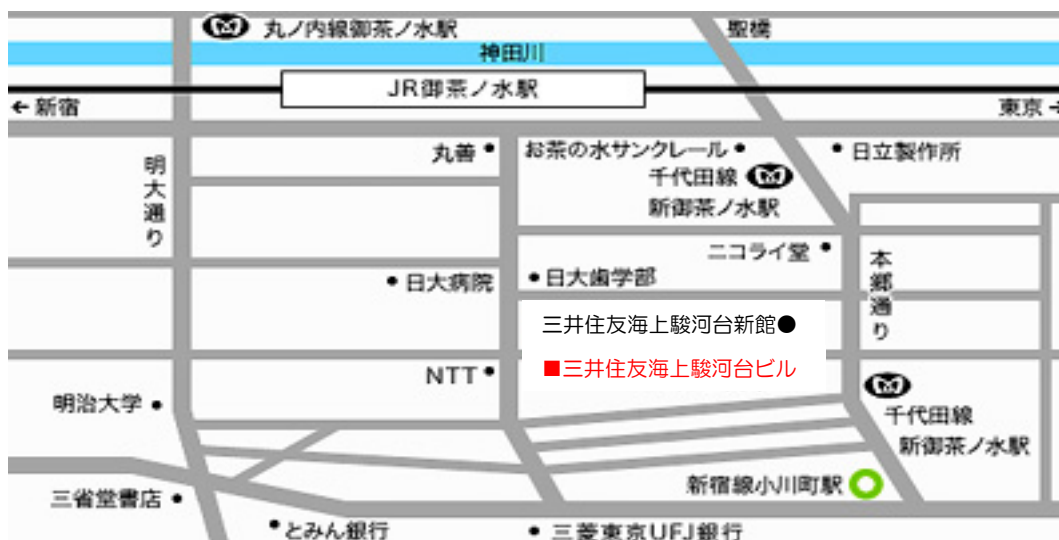 丸ノ内線御茶ノ水駅
聖橋
神田川
JR御茶ノ水駅
←新宿
東京→
明大通り
丸善
お茶の水サンクレール
日立製作所
千代田線
新御茶ノ水駅
ニコライ堂
日大病院
日大歯学部
本郷通り
三井住友海上駿河台新館●
■三井住友海上駿河台ビル
NTT
明治大学
千代田線
新御茶ノ水駅
新宿線小川町駅
三省堂書店
とみん銀行
三菱東京UFJ銀行